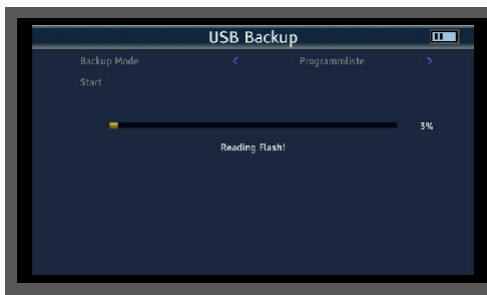 USB Backup
Backup Mode < Programmliste >
Start
3%
Reading Flash!